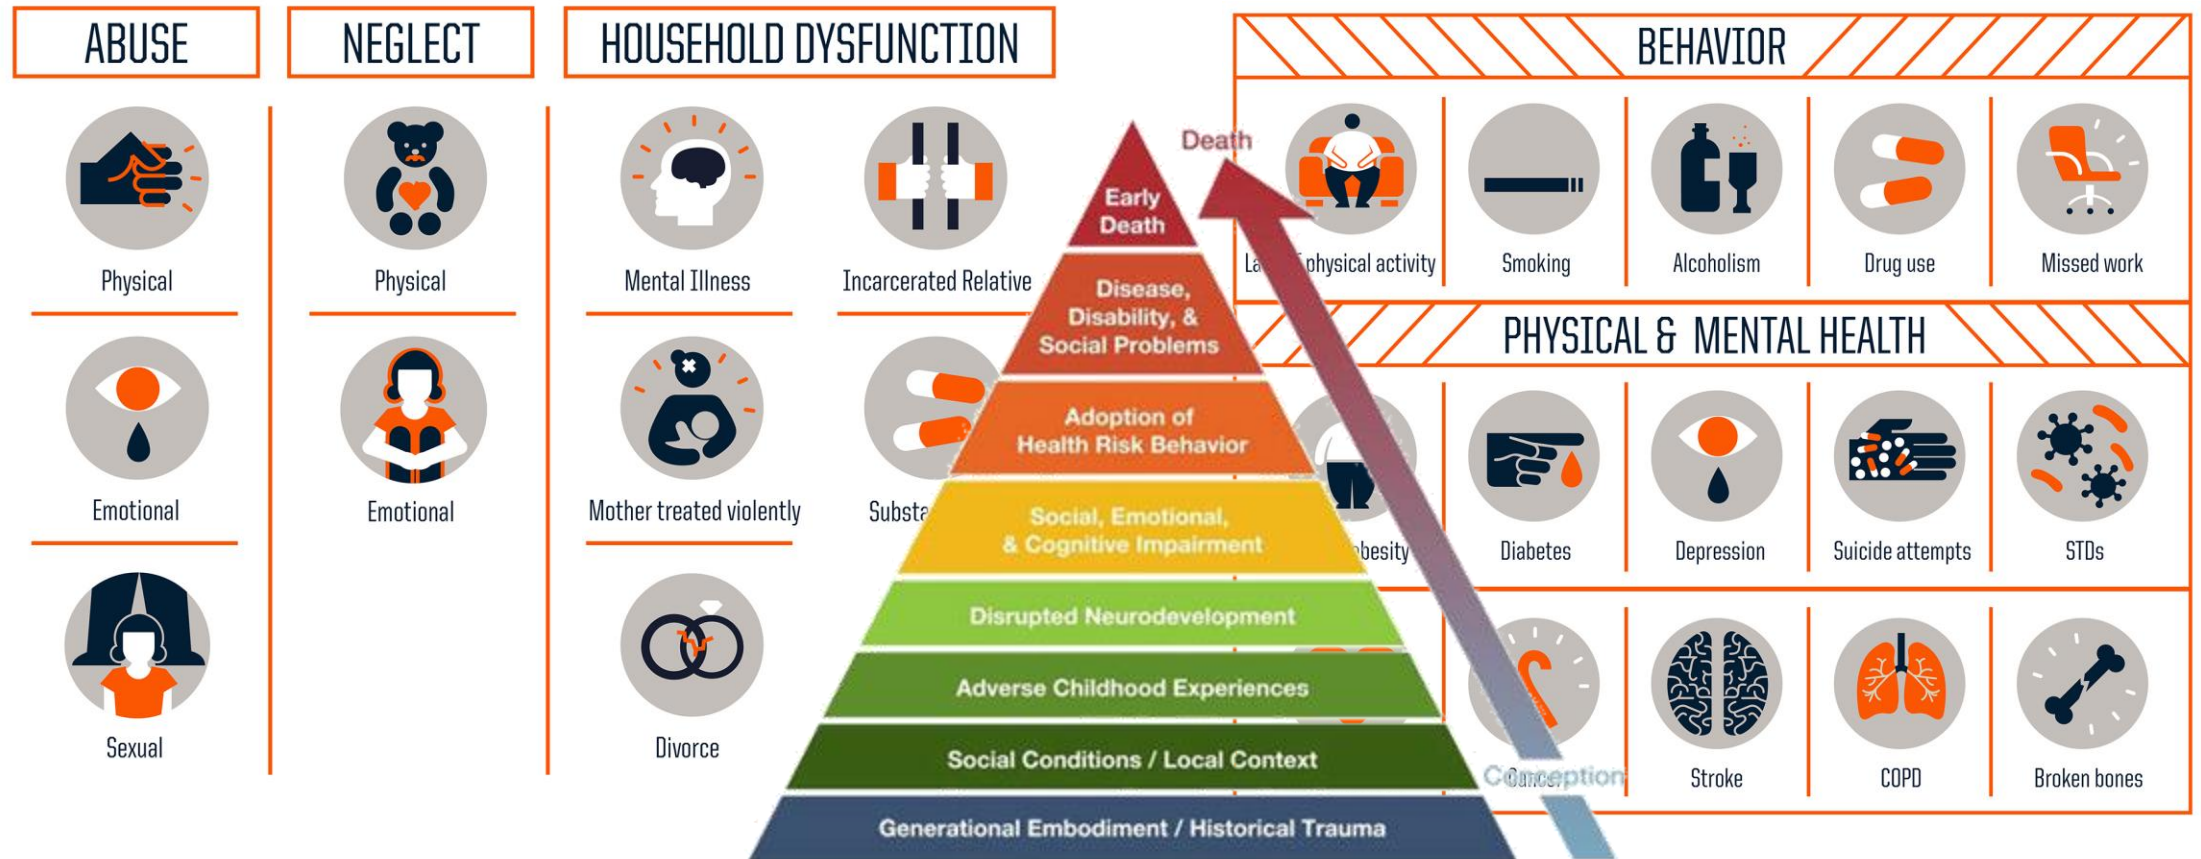 ABUSE
NEGLECT
HOUSEHOLD DYSFUNCTION
Physical
Emotional
Sexual
Physical
Emotional
Mental Illness
Incarcerated Relative
Mother treated violently
Divorce
Death
Early
Death
Disease,
Disability, &
Social Problems
Adoption of
Health Risk Behavior
Social, Emotional,
& Cognitive Impairment
Disrupted Neurodevelopment
Adverse Childhood Experiences
Social Conditions / Local Context
Generational Embodiment / Historical Trauma
Conception
BEHAVIOR
physical activity
Smoking
Alcoholism
Drug use
Missed work
PHYSICAL & MENTAL HEALTH
Diabetes
Depression
Suicide attempts
STDs
Stroke
COPD
Broken bones